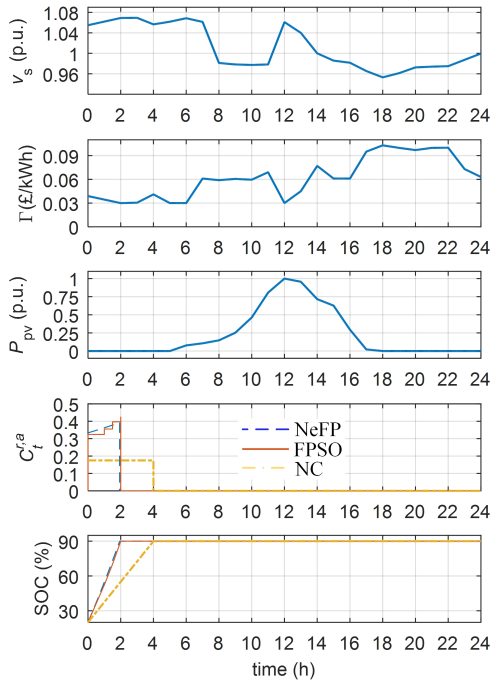 1.08
1.04
1
0.96
v_s (p.u.)
0 2 4 6 8 10 12 14 16 18 20 22 24
0.09
0.06
0.03
0
Γ(£/kWh)
0 2 4 6 8 10 12 14 16 18 20 22 24
1
0.75
0.5
0.25
0
P_pv (p.u.)
0 2 4 6 8 10 12 14 16 18 20 22 24
0.5
0.4
0.3
0.2
0.1
0
C_t^{r,a}
NeFP
FPSO
NC
0 2 4 6 8 10 12 14 16 18 20 22 24
90
60
30
SOC (%)
0 2 4 6 8 10 12 14 16 18 20 22 24
time (h)